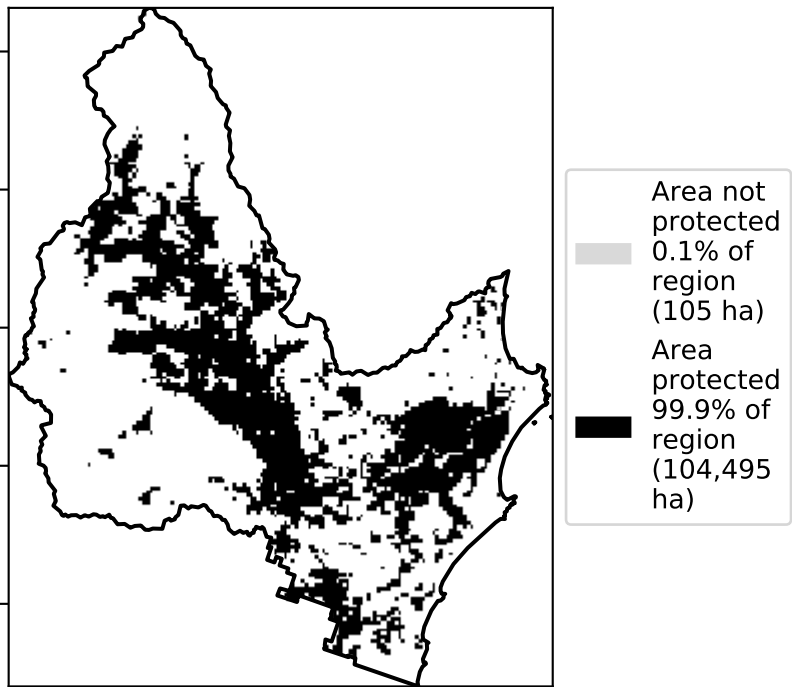 Area not
protected
0.1% of
region
(105 ha)
Area
protected
99.9% of
region
(104,495
ha)